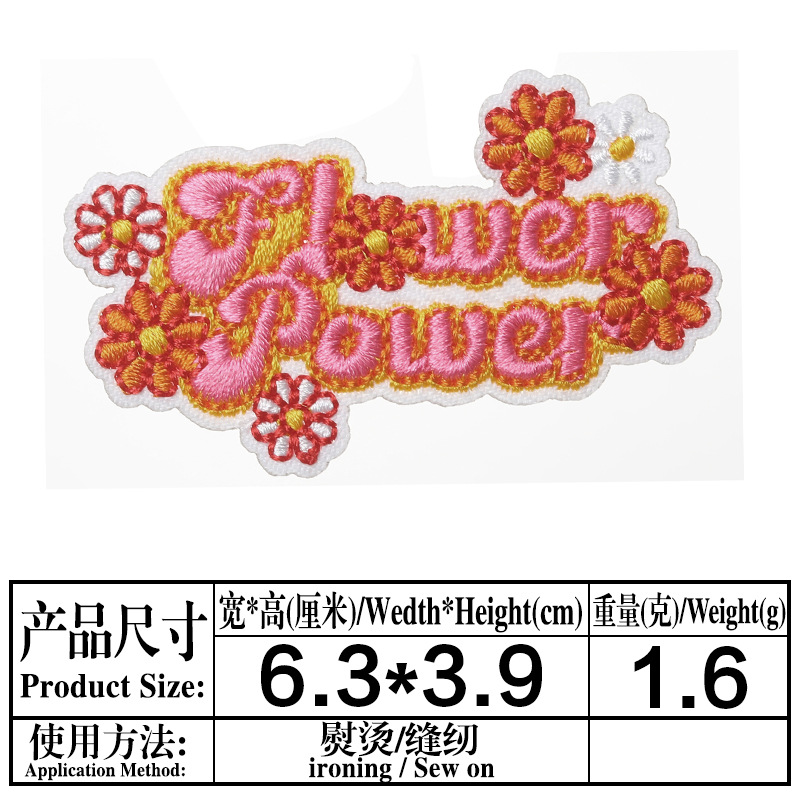 Flower
Power
产品尺寸
Product Size:
宽*高(厘米)/Wedth*Height(cm)
重量(克)/Weight(g)
6.3*3.9
1.6
使用方法:
Application Method:
熨烫/缝纫
ironing / Sew on